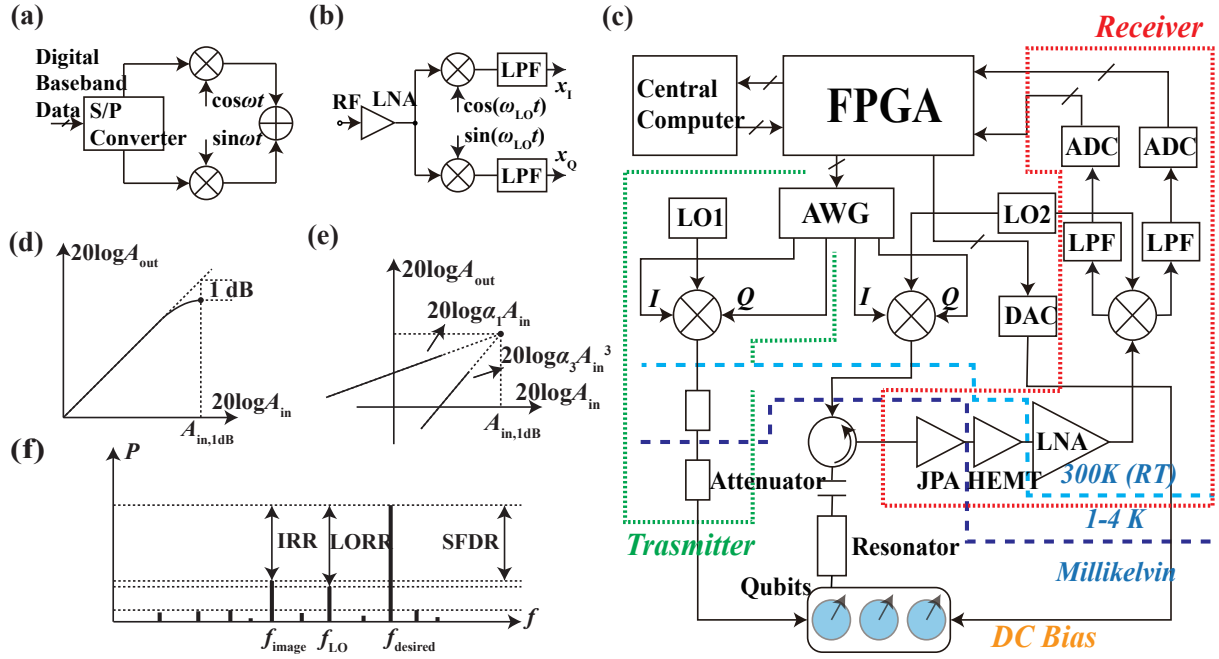 (a)
Digital
Baseband
Data
S/P
Converter
cosωt
sinωt
(b)
RF
LNA
LPF
x_I
cos(ω_LO t)
sin(ω_LO t)
LPF
x_Q
(c)
Receiver
Central
Computer
FPGA
ADC
ADC
LO1
AWG
LO2
LPF
LPF
I
Q
I
Q
DAC
Attenuator
JPA
HEMT
LNA
300K (RT)
1-4 K
Millikelvin
Trasmitter
Resonator
Qubits
DC Bias
(d)
20logA_out
1 dB
20logA_in
A_in,1dB
(e)
20logA_out
20logα_1A_in
20logα_3A_in^3
20logA_in
A_in,1dB
(f)
P
IRR
LORR
SFDR
f
f_image
f_LO
f_desired